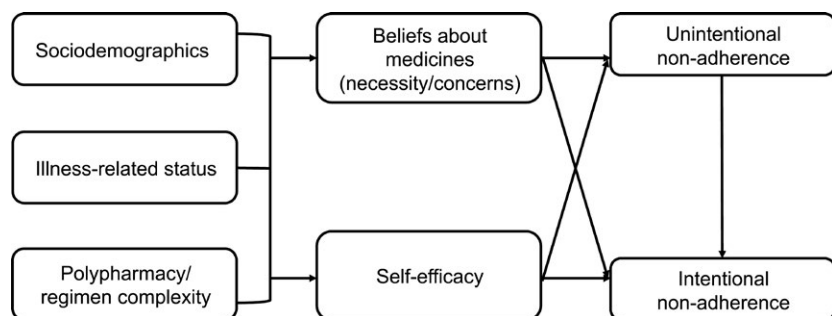 Sociodemographics
Beliefs about
medicines
(necessity/concerns)
Unintentional
non-adherence
Illness-related status
Polypharmacy/
regimen complexity
Self-efficacy
Intentional
non-adherence